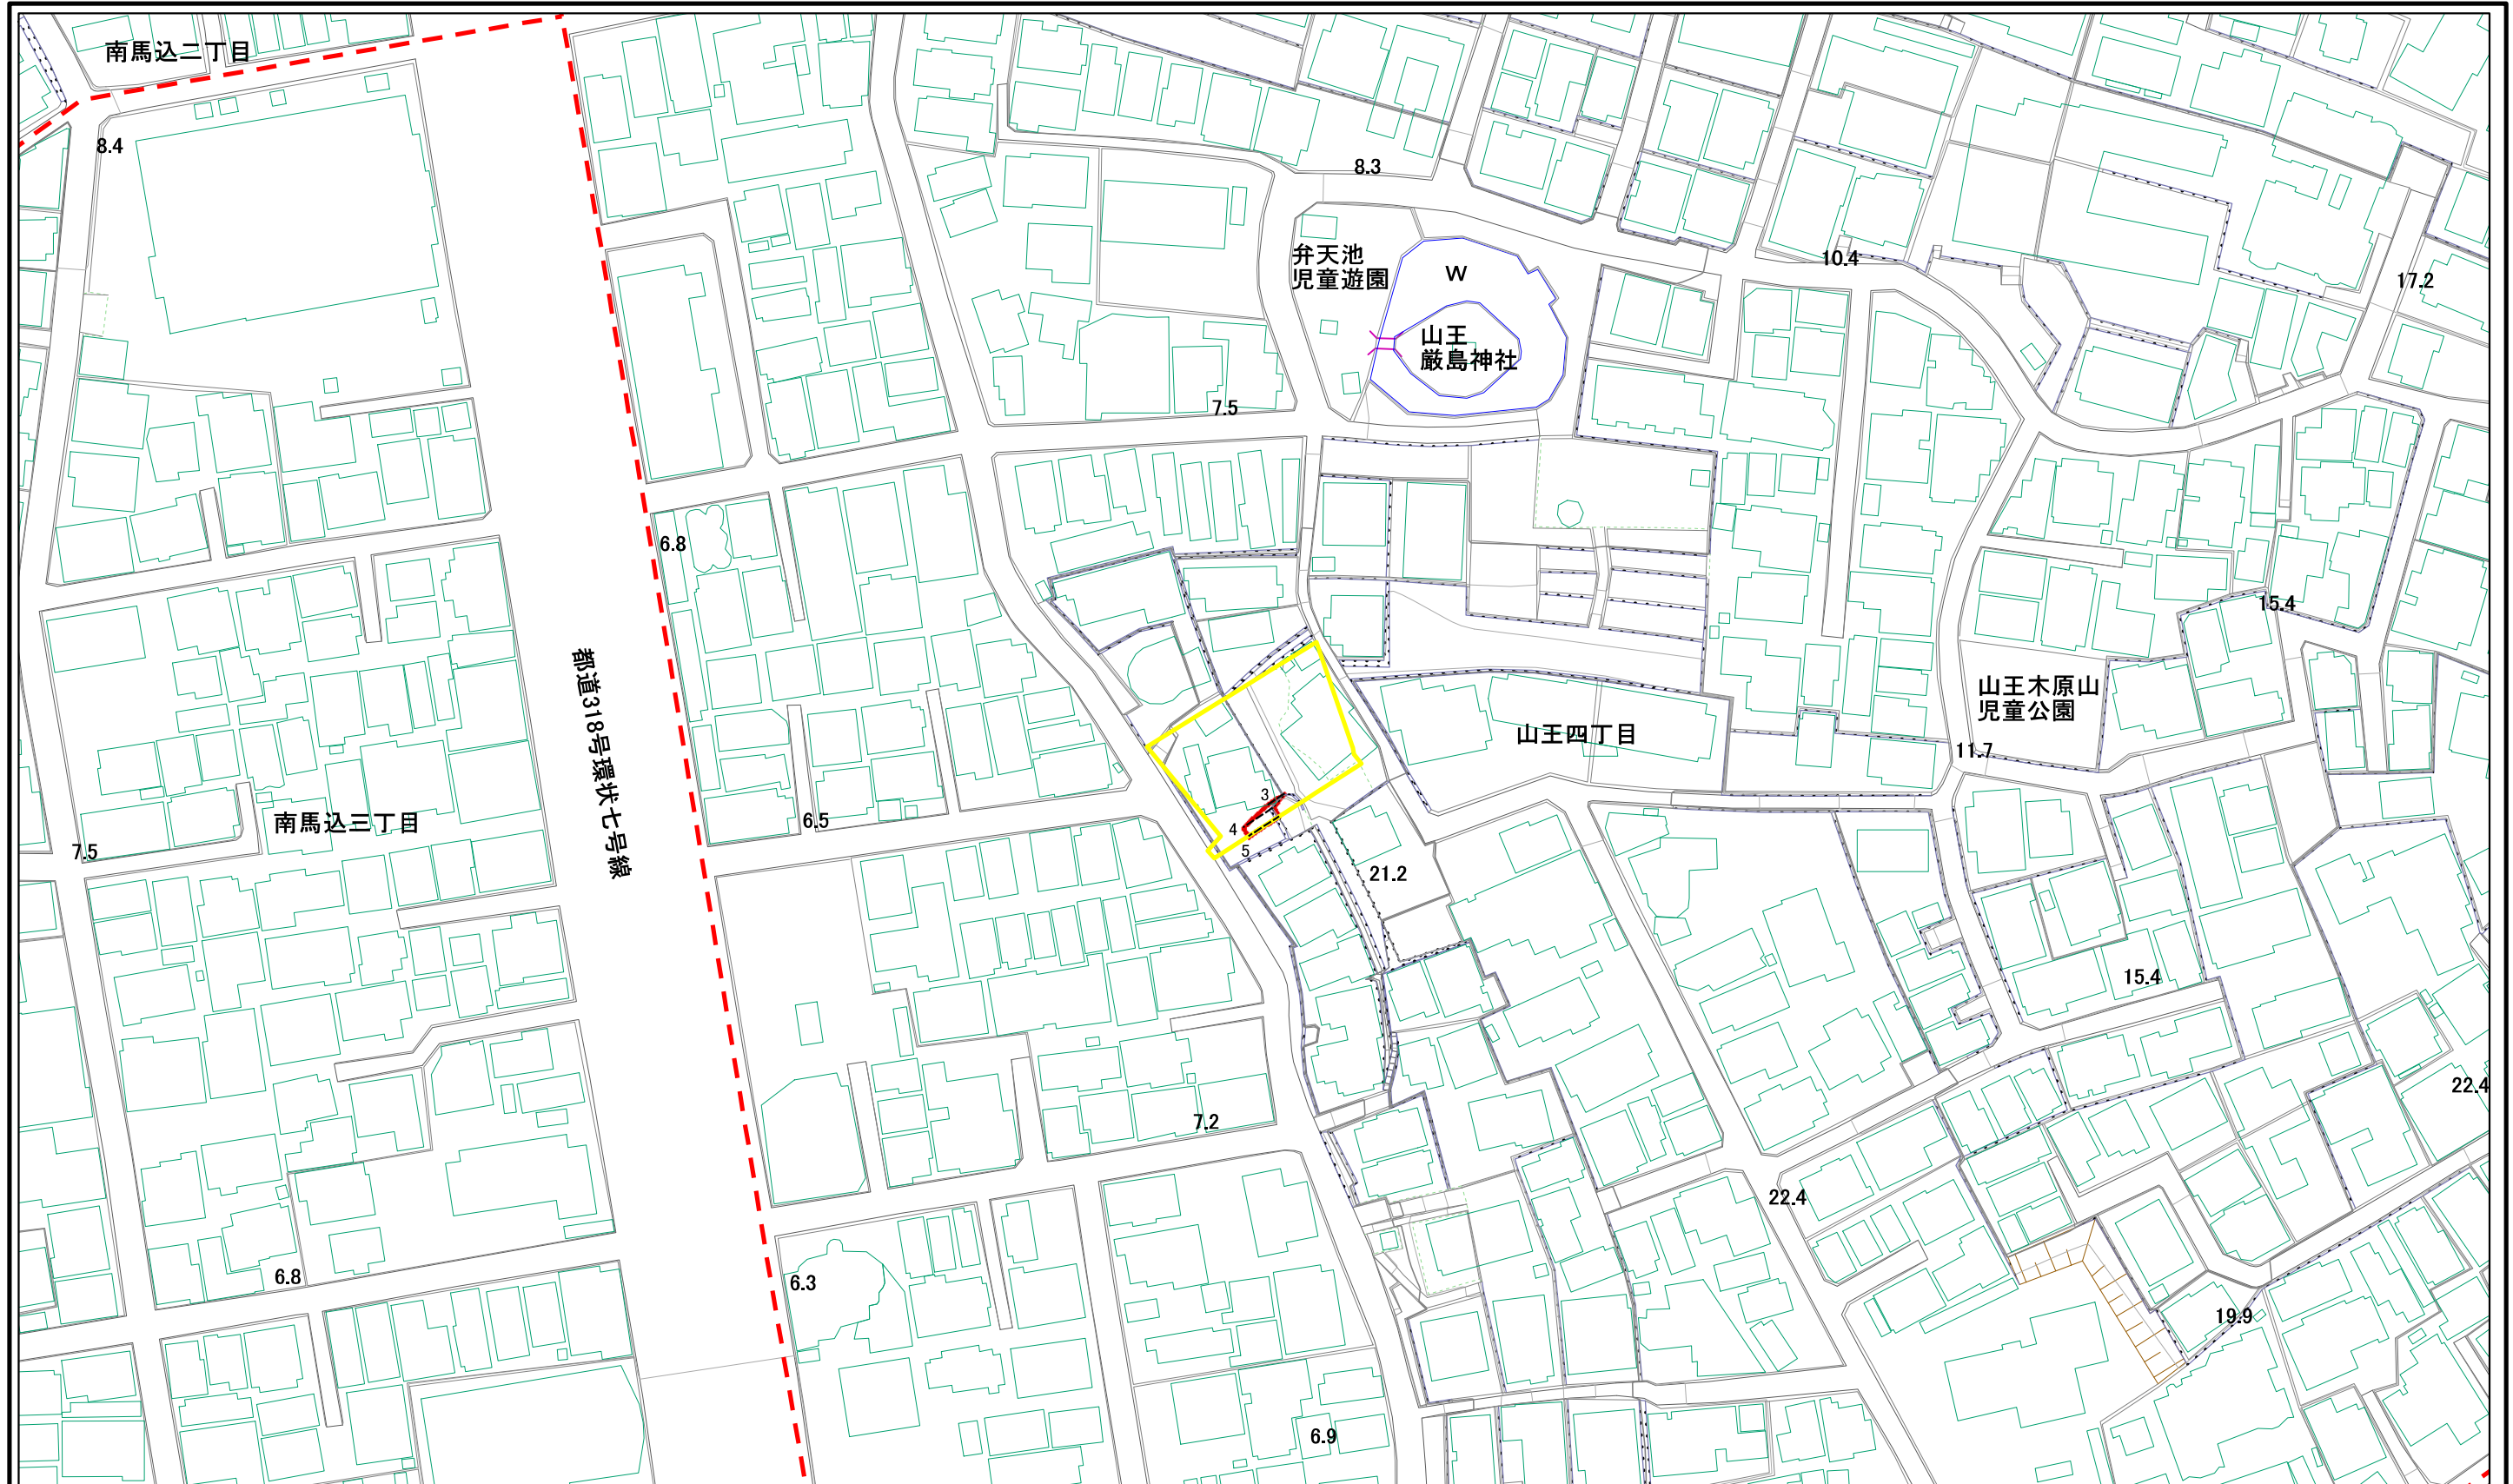 南馬込二丁目
8.4
8.3
弁天池
児童遊園
W
10.4
17.2
山王
厳島神社
7.5
6.8
15.4
都道318号環状七号線
山王木原山
児童公園
山王四丁目
11.7
3
4
5
南馬込三丁目
6.5
7.5
21.2
15.4
22.4
7.2
22.4
6.8
6.3
19.9
6.9